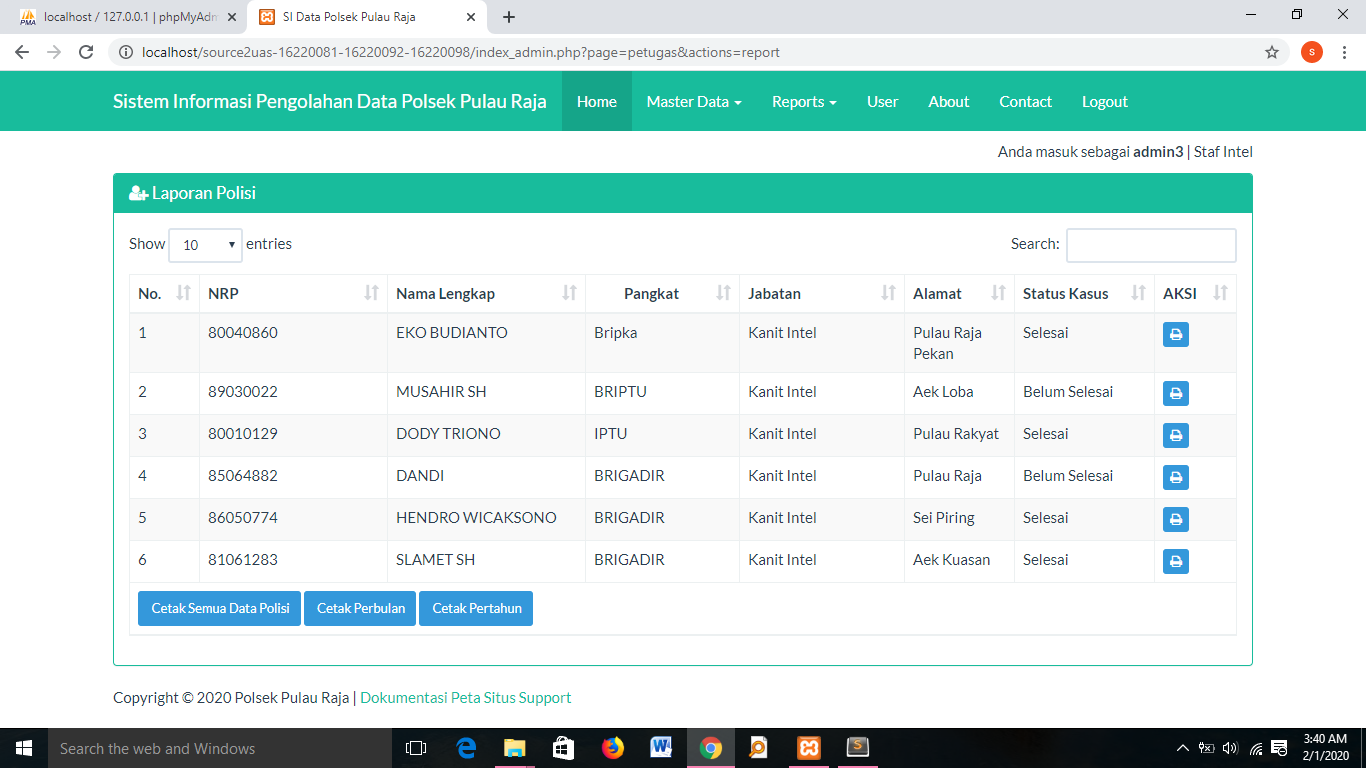 localhost / 127.0.0.1 | phpMyAdm
SI Data Polsek Pulau Raja
localhost/source2uas-16220081-16220092-16220098/index_admin.php?page=petugas&actions=report
s
Sistem Informasi Pengolahan Data Polsek Pulau Raja Home Master Data Reports User About Contact Logout
Anda masuk sebagai admin3 | Staf Intel
Laporan Polisi
Show 10 entries Search:
No. NRP Nama Lengkap Pangkat Jabatan Alamat Status Kasus AKSI
1 80040860 EKO BUDIANTO Bripka Kanit Intel Pulau Raja Pekan Selesai
2 89030022 MUSAHIR SH BRIPTU Kanit Intel Aek Loba Belum Selesai
3 80010129 DODY TRIONO IPTU Kanit Intel Pulau Rakyat Selesai
4 85064882 DANDI BRIGADIR Kanit Intel Pulau Raja Belum Selesai
5 86050774 HENDRO WICAKSONO BRIGADIR Kanit Intel Sei Piring Selesai
6 81061283 SLAMET SH BRIGADIR Kanit Intel Aek Kuasan Selesai
Cetak Semua Data Polisi Cetak Perbulan Cetak Pertahun
Copyright © 2020 Polsek Pulau Raja | Dokumentasi Peta Situs Support
Search the web and Windows
3:40 AM
2/1/2020